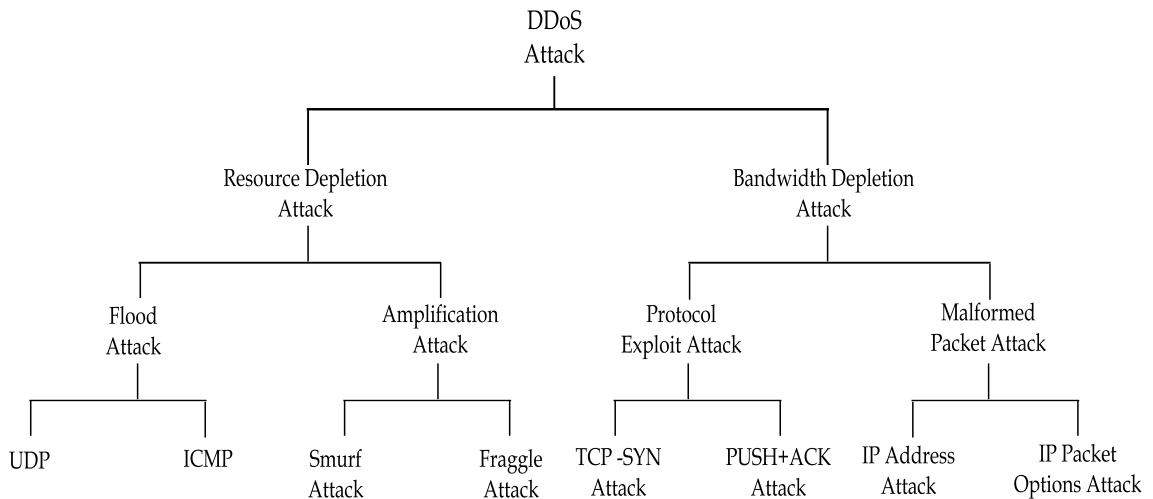 DDoS
Attack
Resource Depletion
Attack
Bandwidth Depletion
Attack
Flood
Attack
Amplification
Attack
Protocol
Exploit Attack
Malformed
Packet Attack
UDP
ICMP
Smurf
Attack
Fraggle
Attack
TCP -SYN
Attack
PUSH+ACK
Attack
IP Address
Attack
IP Packet
Options Attack